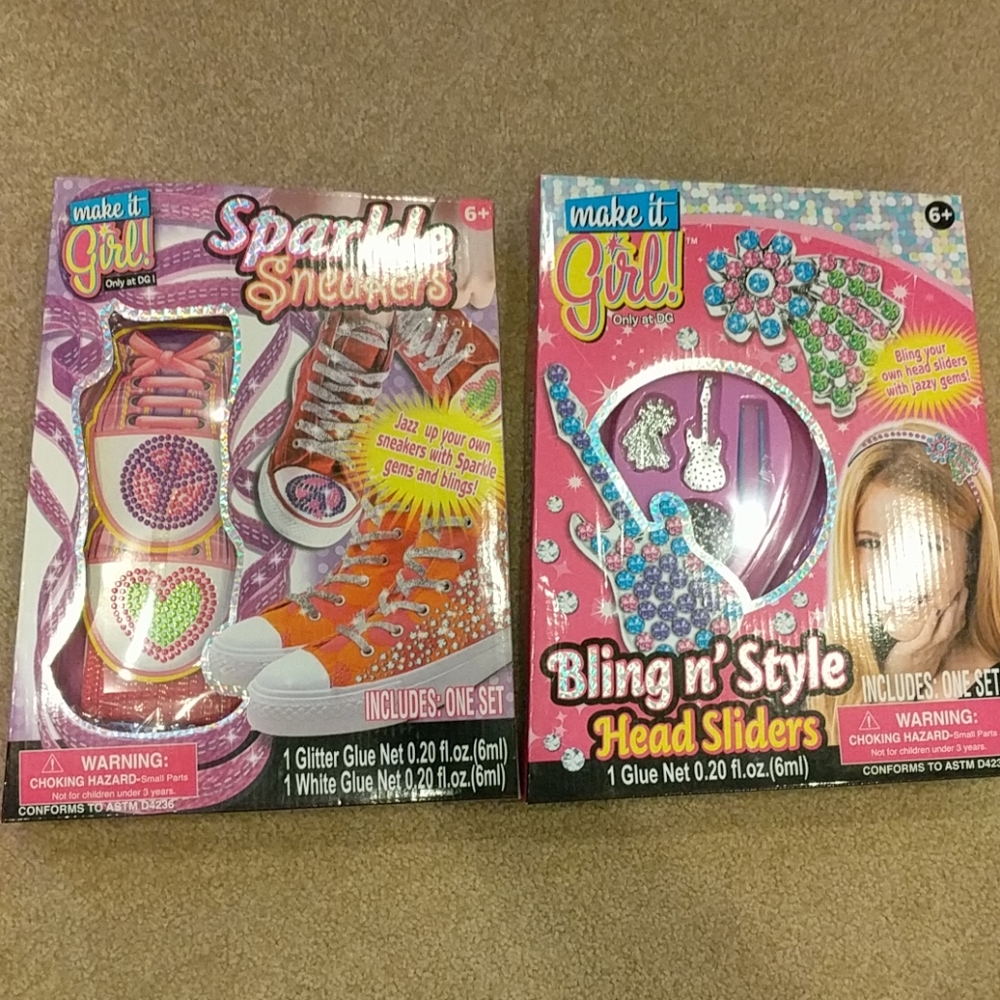 make it
Girl!
Only at DG!
Sparkle
Sneakers
6+
Jazz up your own
sneakers with Sparkle
gems and blings!
INCLUDES: ONE SET
WARNING:
CHOKING HAZARD-Small Parts
Not for children under 3 years.
CONFORMS TO ASTM D4236
1 Glitter Glue Net 0.20 fl.oz.(6ml)
1 White Glue Net 0.20 fl.oz.(6ml)
make it
Girl!™
Only at DG
6+
Bling your
own head sliders
with jazzy gems!
Bling n' Style
Head Sliders
INCLUDES: ONE SET
WARNING:
CHOKING HAZARD-Small Parts
Not for children under 3 years.
1 Glue Net 0.20 fl.oz.(6ml)
CONFORMS TO ASTM D423